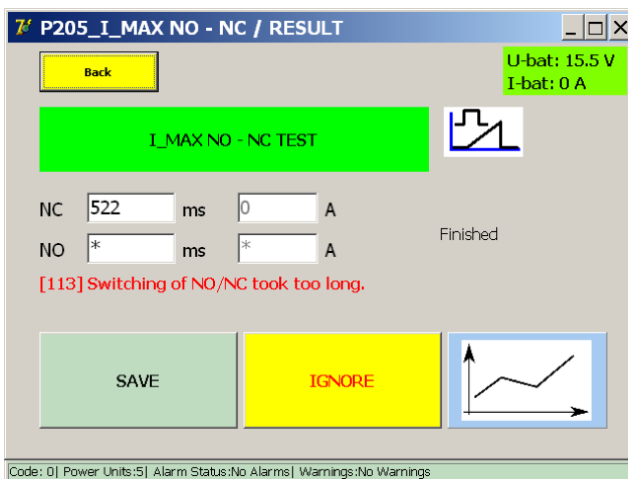 P205_I_MAX NO - NC / RESULT
Back
U-bat: 15.5 V
I-bat: 0 A
I_MAX NO - NC TEST
NC 522 ms 0 A
NO * ms * A
Finished
[113] Switching of NO/NC took too long.
SAVE
IGNORE
Code: 0| Power Units:5| Alarm Status:No Alarms| Warnings:No Warnings